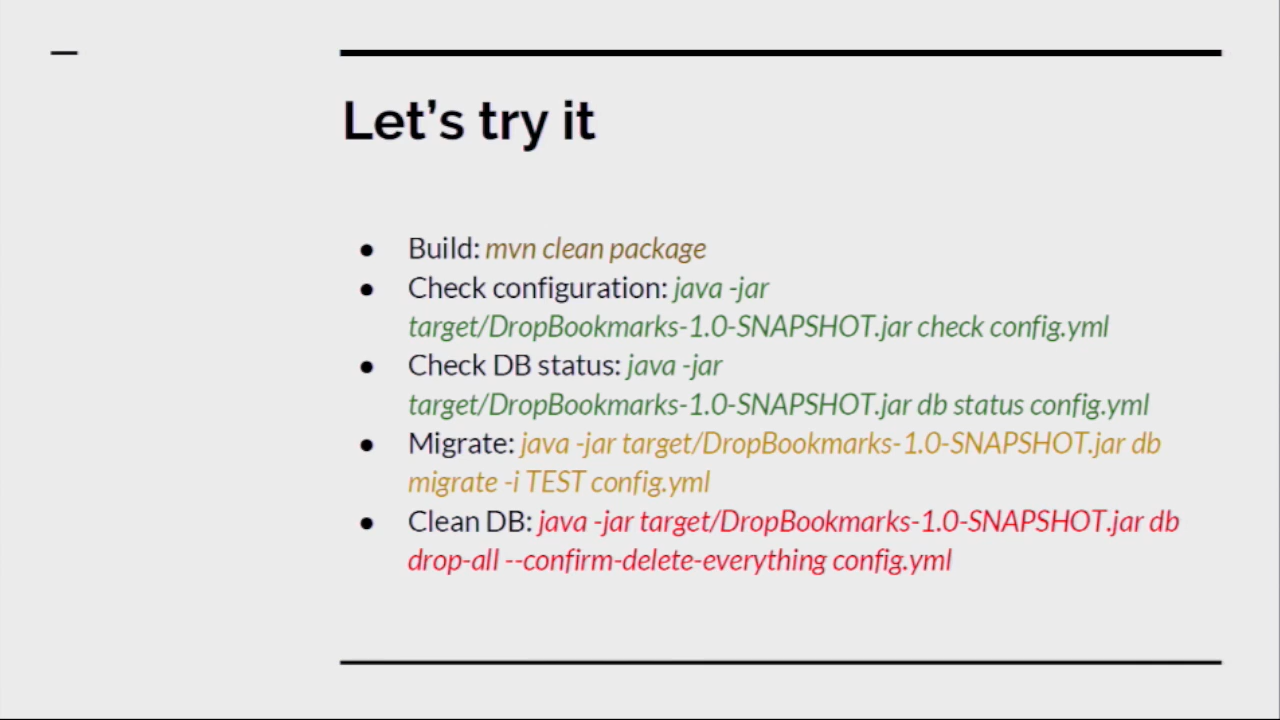 Let's try it
● Build: mvn clean package
● Check configuration: java -jar
target/DropBookmarks-1.0-SNAPSHOT.jar check config.yml
● Check DB status: java -jar
target/DropBookmarks-1.0-SNAPSHOT.jar db status config.yml
● Migrate: java -jar target/DropBookmarks-1.0-SNAPSHOT.jar db
migrate -i TEST config.yml
● Clean DB: java -jar target/DropBookmarks-1.0-SNAPSHOT.jar db
drop-all --confirm-delete-everything config.yml